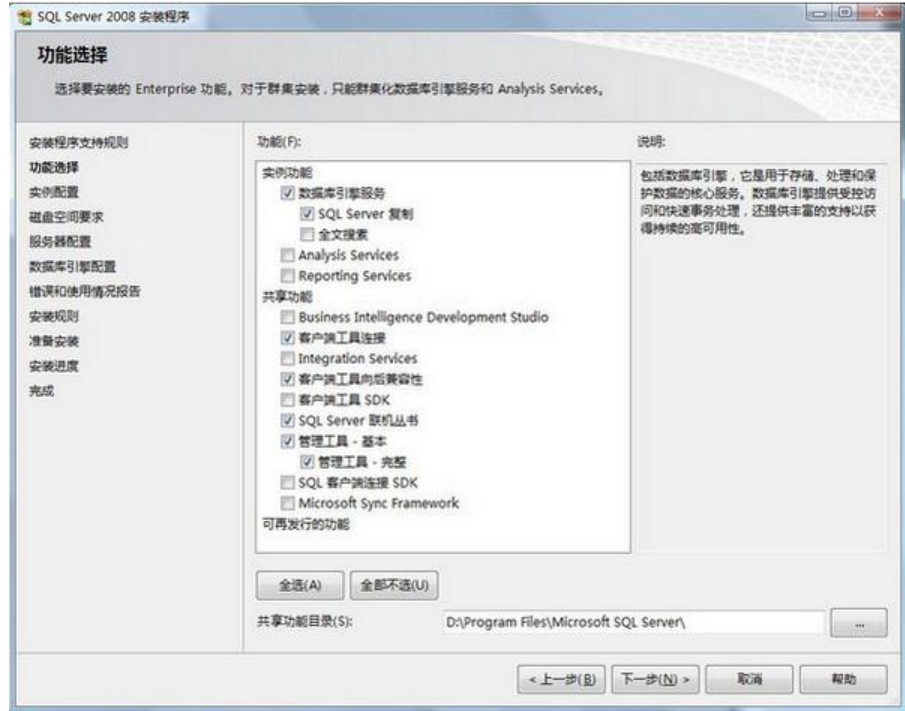 SQL Server 2008 安装程序
功能选择
选择要安装的 Enterprise 功能。对于群集安装，只能群集化数据库引擎服务和 Analysis Services。
安装程序支持规则
功能选择
实例配置
磁盘空间要求
服务器配置
数据库引擎配置
错误和使用情况报告
安装规则
准备安装
安装进度
完成
功能(F):
实例功能
数据库引擎服务
SQL Server 复制
全文搜索
Analysis Services
Reporting Services
共享功能
Business Intelligence Development Studio
客户端工具连接
Integration Services
客户端工具向后兼容性
客户端工具 SDK
SQL Server 联机丛书
管理工具 - 基本
管理工具 - 完整
SQL 客户端连接 SDK
Microsoft Sync Framework
可再发行的功能
说明:
包括数据库引擎，它是用于存储、处理和保
护数据的核心服务。数据库引擎提供受控访
问和快速事务处理，还提供丰富的支持以获
得持续的高可用性。
全选(A)
全部不选(U)
共享功能目录(S):
D:\Program Files\Microsoft SQL Server\
...
< 上一步(B)
下一步(N) >
取消
帮助